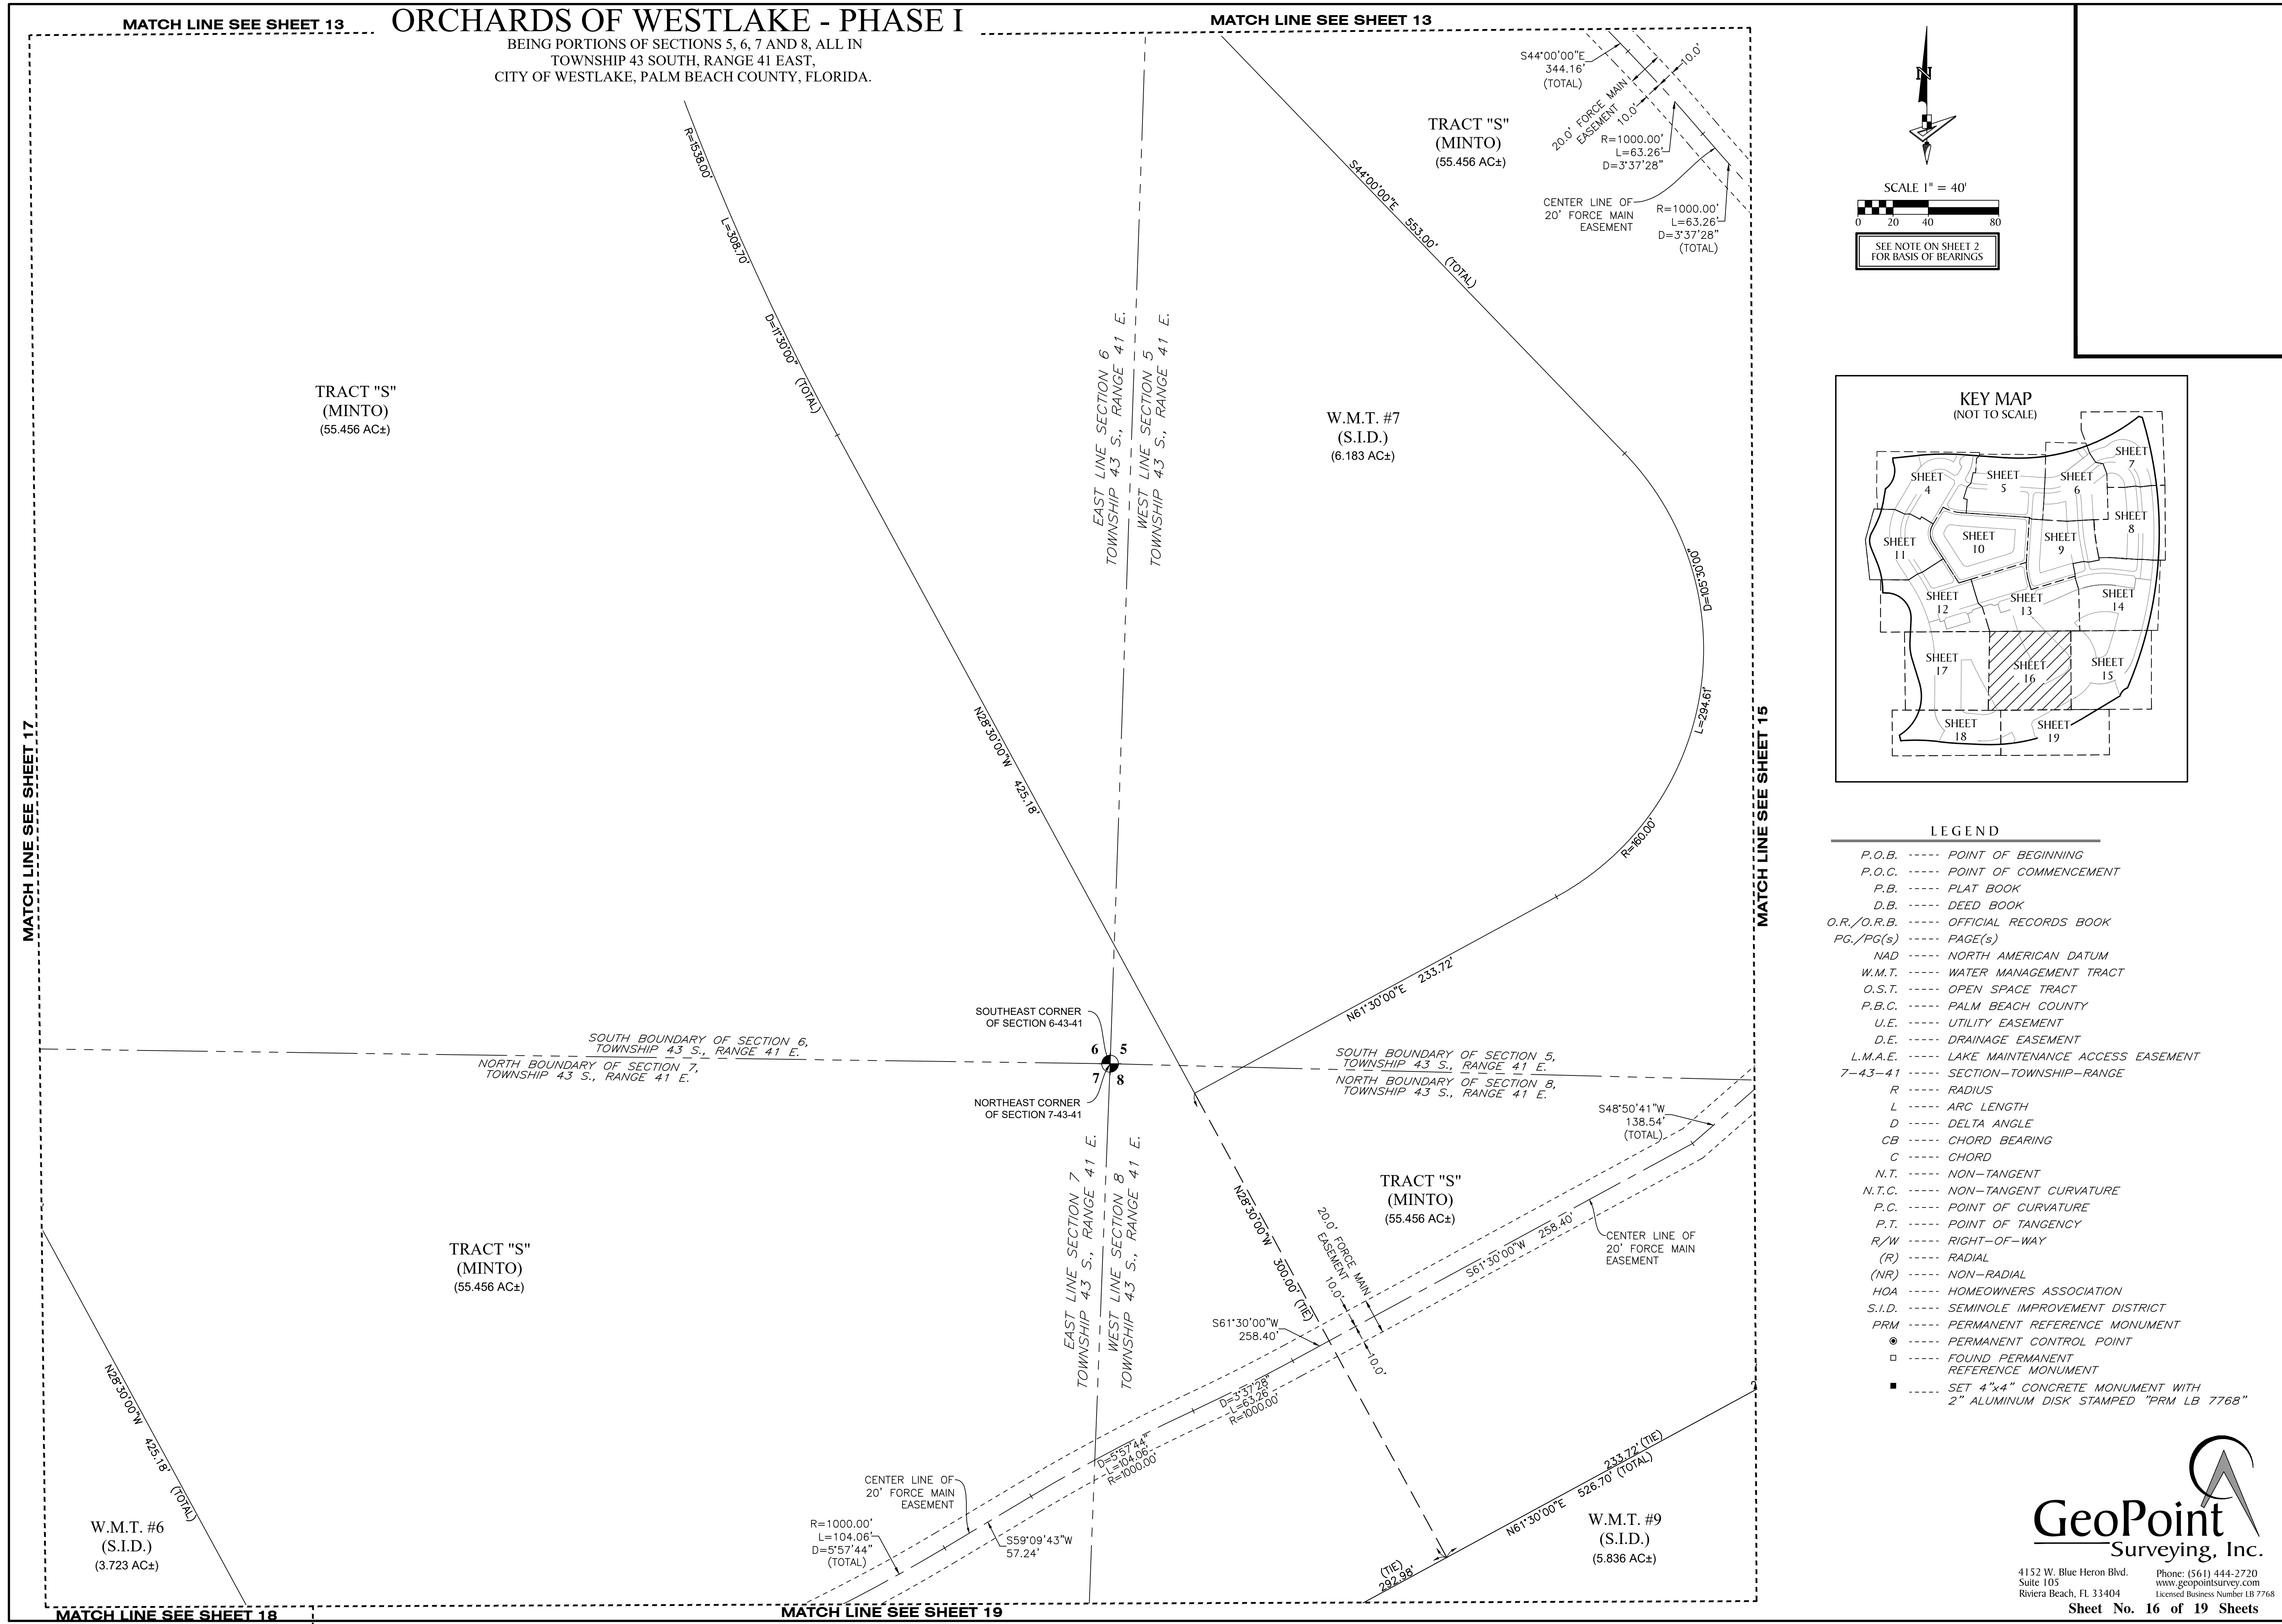 MATCH LINE SEE SHEET 13
ORCHARDS OF WESTLAKE - PHASE I
MATCH LINE SEE SHEET 13
BEING PORTIONS OF SECTIONS 5, 6, 7 AND 8, ALL IN
TOWNSHIP 43 SOUTH, RANGE 41 EAST,
CITY OF WESTLAKE, PALM BEACH COUNTY, FLORIDA.
R=1538.00'
L=308.70'
D=11°30'00" (TOTAL)
TRACT "S"
(MINTO)
(55.456 AC±)
N28°30'00"W 425.18'
EAST LINE SECTION 6
TOWNSHIP 43 S., RANGE 41 E.
WEST LINE SECTION 5
TOWNSHIP 43 S., RANGE 41 E.
S44°00'00"E 553.00' (TOTAL)
TRACT "S"
(MINTO)
(55.456 AC±)
S44°00'00"E
344.16'
(TOTAL)
10.0'
20.0' FORCE MAIN
EASEMENT
10.0'
R=1000.00'
L=63.26'
D=3°37'28"
CENTER LINE OF
20' FORCE MAIN
EASEMENT
R=1000.00'
L=63.26'
D=3°37'28"
(TOTAL)
W.M.T. #7
(S.I.D.)
(6.183 AC±)
D=105°30'00"
L=294.61'
R=160.00'
N61°30'00"E 233.72'
MATCH LINE SEE SHEET 17
MATCH LINE SEE SHEET 15
SOUTHEAST CORNER
OF SECTION 6-43-41
6 5
7 8
NORTHEAST CORNER
OF SECTION 7-43-41
SOUTH BOUNDARY OF SECTION 6,
TOWNSHIP 43 S., RANGE 41 E.
NORTH BOUNDARY OF SECTION 7,
TOWNSHIP 43 S., RANGE 41 E.
SOUTH BOUNDARY OF SECTION 5,
TOWNSHIP 43 S., RANGE 41 E.
NORTH BOUNDARY OF SECTION 8,
TOWNSHIP 43 S., RANGE 41 E.
EAST LINE SECTION 7
TOWNSHIP 43 S., RANGE 41 E.
WEST LINE SECTION 8
TOWNSHIP 43 S., RANGE 41 E.
TRACT "S"
(MINTO)
(55.456 AC±)
N28°30'00"W 425.18' (TOTAL)
W.M.T. #6
(S.I.D.)
(3.723 AC±)
N28°30'00"W 300.00' (TIE)
S48°50'41"W
138.54'
(TOTAL)
TRACT "S"
(MINTO)
(55.456 AC±)
20.0' FORCE MAIN
EASEMENT
10.0'
10.0'
S61°30'00"W 258.40'
CENTER LINE OF
20' FORCE MAIN
EASEMENT
S61°30'00"W
258.40'
D=3°37'28"
L=63.26'
R=1000.00'
D=5°57'44"
L=104.06'
R=1000.00'
CENTER LINE OF
20' FORCE MAIN
EASEMENT
R=1000.00'
L=104.06'
D=5°57'44"
(TOTAL)
S59°09'43"W
57.24'
233.72' (TIE)
N61°30'00"E 526.70' (TOTAL)
(TIE)
292.98'
W.M.T. #9
(S.I.D.)
(5.836 AC±)
MATCH LINE SEE SHEET 18
MATCH LINE SEE SHEET 19
N
SCALE 1" = 40'
0 20 40 80
SEE NOTE ON SHEET 2
FOR BASIS OF BEARINGS
KEY MAP
(NOT TO SCALE)
SHEET
4
SHEET
5
SHEET
6
SHEET
7
SHEET
8
SHEET
9
SHEET
10
SHEET
11
SHEET
12
SHEET
13
SHEET
14
SHEET
17
SHEET
16
SHEET
15
SHEET
18
SHEET
19
LEGEND
P.O.B. ----- POINT OF BEGINNING
P.O.C. ----- POINT OF COMMENCEMENT
P.B. ----- PLAT BOOK
D.B. ----- DEED BOOK
O.R./O.R.B. ----- OFFICIAL RECORDS BOOK
PG./PG(s) ----- PAGE(s)
NAD ----- NORTH AMERICAN DATUM
W.M.T. ----- WATER MANAGEMENT TRACT
O.S.T. ----- OPEN SPACE TRACT
P.B.C. ----- PALM BEACH COUNTY
U.E. ----- UTILITY EASEMENT
D.E. ----- DRAINAGE EASEMENT
L.M.A.E. ----- LAKE MAINTENANCE ACCESS EASEMENT
7-43-41 ----- SECTION-TOWNSHIP-RANGE
R ----- RADIUS
L ----- ARC LENGTH
D ----- DELTA ANGLE
CB ----- CHORD BEARING
C ----- CHORD
N.T. ----- NON-TANGENT
N.T.C. ----- NON-TANGENT CURVATURE
P.C. ----- POINT OF CURVATURE
P.T. ----- POINT OF TANGENCY
R/W ----- RIGHT-OF-WAY
(R) ----- RADIAL
(NR) ----- NON-RADIAL
HOA ----- HOMEOWNERS ASSOCIATION
S.I.D. ----- SEMINOLE IMPROVEMENT DISTRICT
PRM ----- PERMANENT REFERENCE MONUMENT
----- PERMANENT CONTROL POINT
----- FOUND PERMANENT
REFERENCE MONUMENT
----- SET 4"x4" CONCRETE MONUMENT WITH
2" ALUMINUM DISK STAMPED "PRM LB 7768"
GeoPoint
Surveying, Inc.
4152 W. Blue Heron Blvd. Phone: (561) 444-2720
Suite 105 www.geopointsurvey.com
Riviera Beach, FL 33404 Licensed Business Number LB 7768
Sheet No. 16 of 19 Sheets